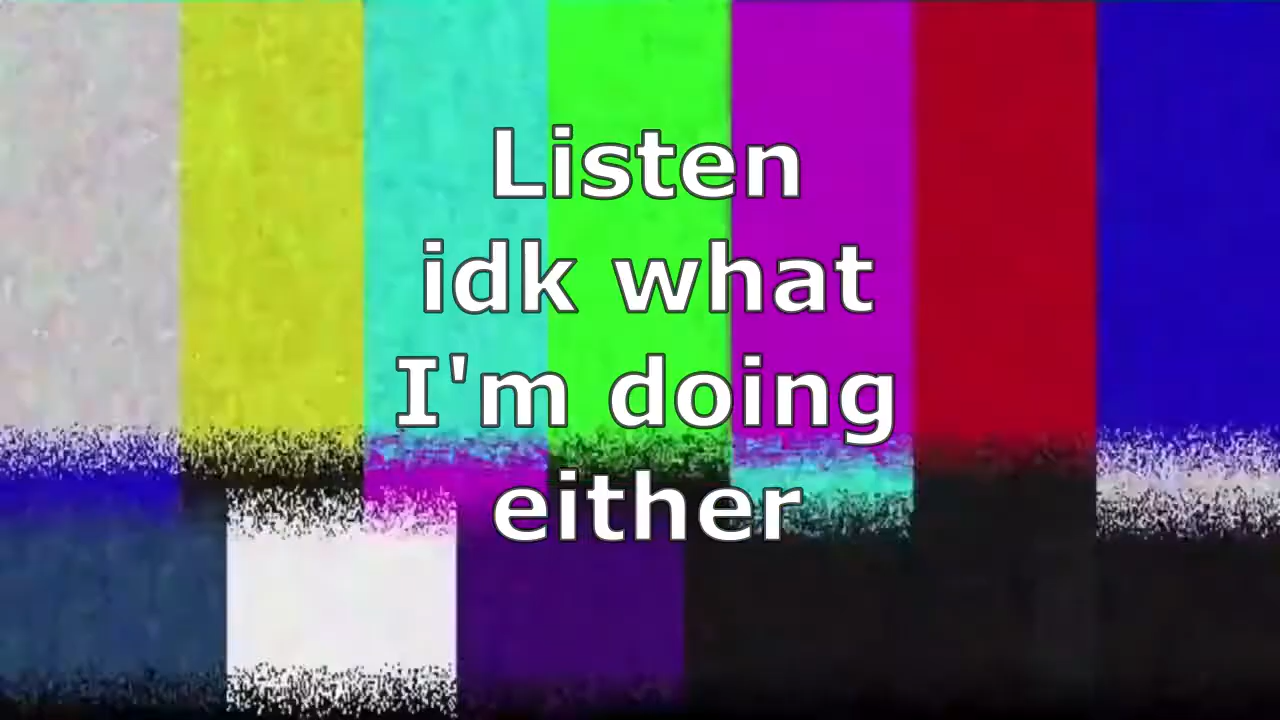 Listen
idk what
I'm doing
either